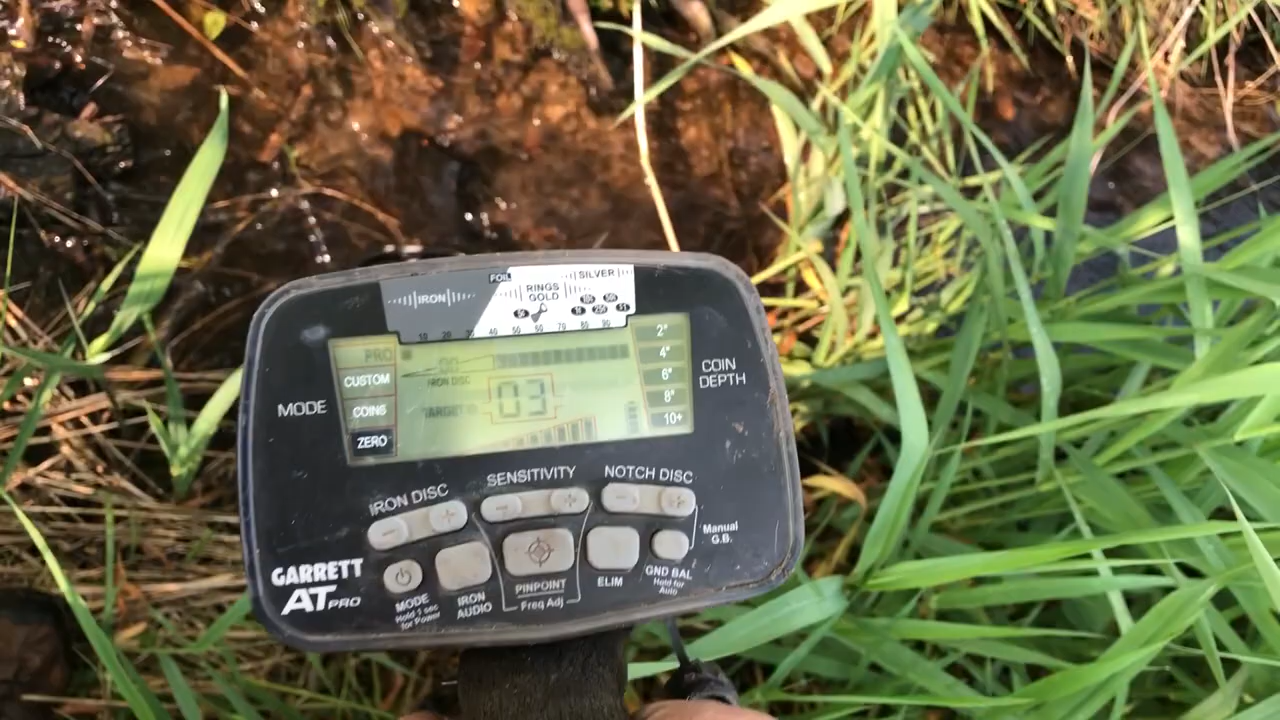 FOIL
SILVER
IRON
RINGS
GOLD
10 20 30 40 50 60 70 80 90
PRO
CUSTOM
COINS
ZERO
MODE
IRON DISC
TARGET ID
03
2"
4"
6"
8"
10+
COIN
DEPTH
IRON DISC
SENSITIVITY
NOTCH DISC
Manual
G.B.
GARRETT
AT PRO
MODE
Hold 1 sec
for Power
IRON
AUDIO
PINPOINT
Freq Adj
ELIM
GND BAL
Hold for
Auto